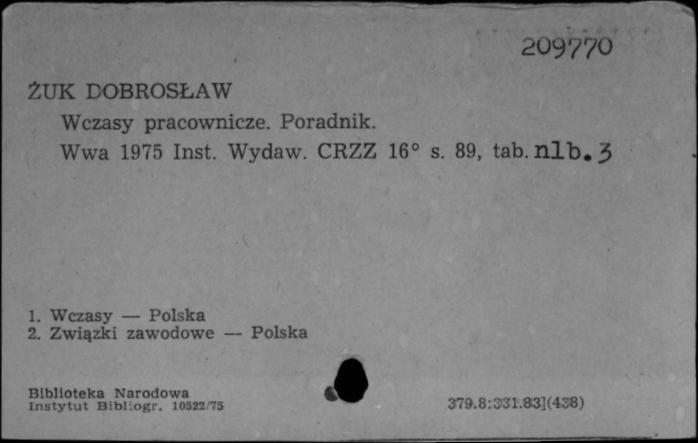 209770
ŻUK DOBROSŁAW
Wczasy pracownicze. Poradnik.
Wwa 1975 Inst. Wydaw. CRZZ 16° s. 89, tab. nlb. 3
1. Wczasy — Polska
2. Związki zawodowe — Polska
Biblioteka Narodowa
Instytut Bibliogr. 10522/75
379.8:331.83](438)